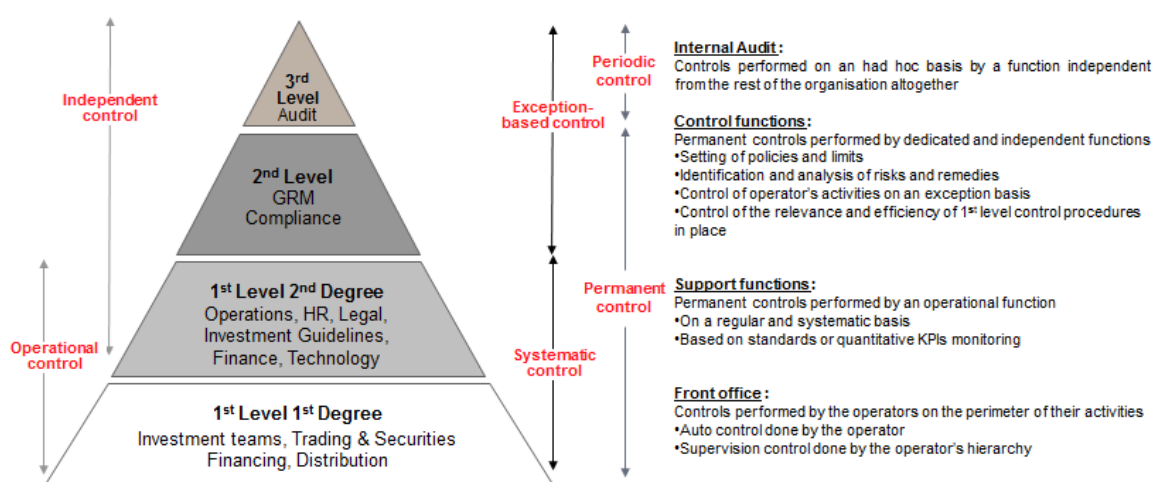 3rd
Level
Audit
2nd Level
GRM
Compliance
1st Level 2nd Degree
Operations, HR, Legal,
Investment Guidelines,
Finance, Technology
1st Level 1st Degree
Investment teams, Trading & Securities
Financing, Distribution
Independent
control
Operational
control
Exception-
based control
Systematic
control
Periodic
control
Permanent
control
Internal Audit:
Controls performed on an had hoc basis by a function independent
from the rest of the organisation altogether
Control functions:
Permanent controls performed by dedicated and independent functions
•Setting of policies and limits
•Identification and analysis of risks and remedies
•Control of operator's activities on an exception basis
•Control of the relevance and efficiency of 1st level control procedures
in place
Support functions:
Permanent controls performed by an operational function
•On a regular and systematic basis
•Based on standards or quantitative KPIs monitoring
Front office:
Controls performed by the operators on the perimeter of their activities
•Auto control done by the operator
•Supervision control done by the operator's hierarchy